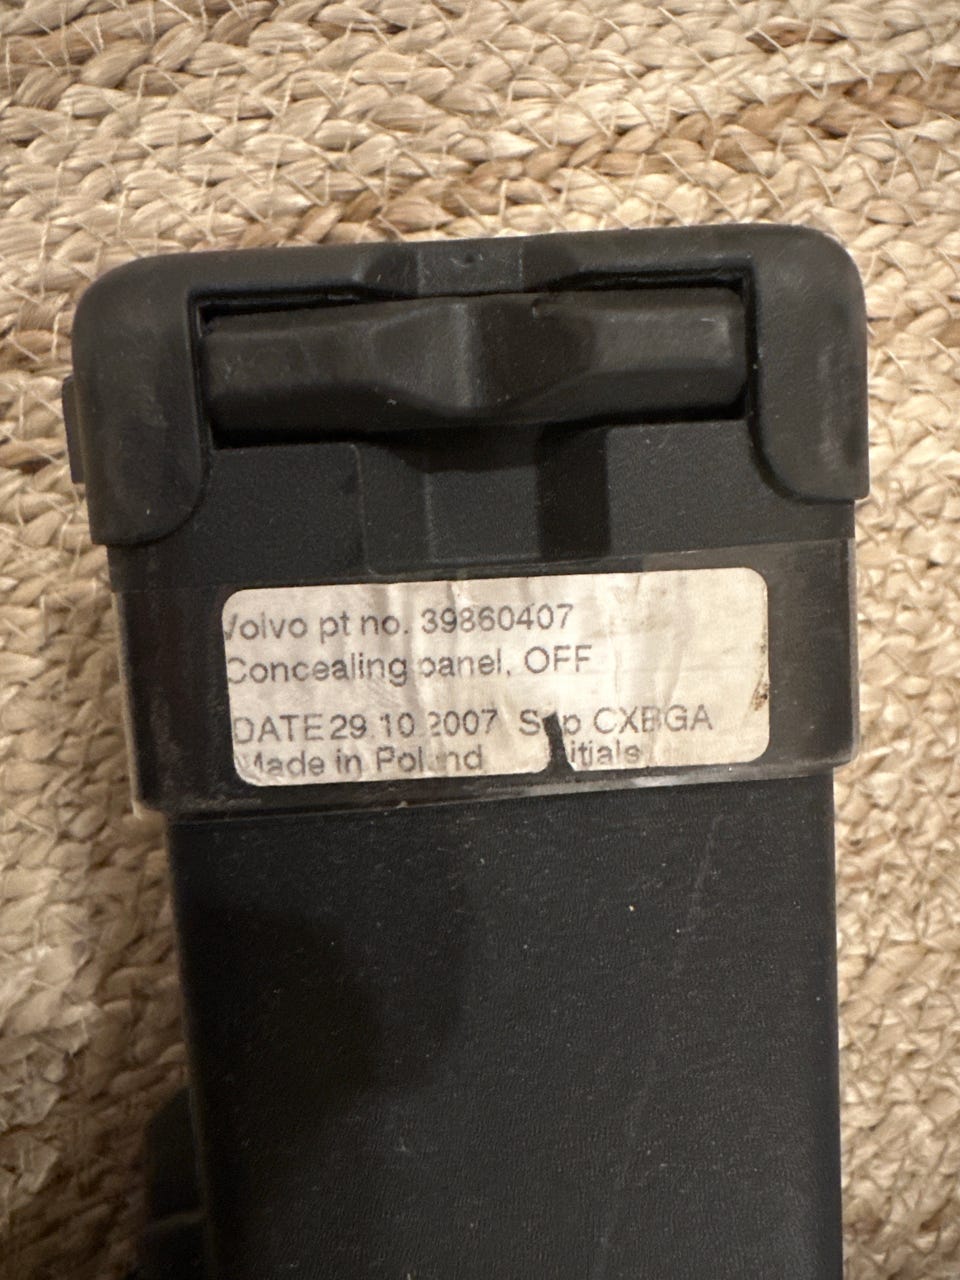 Volvo pt no. 39860407
Concealing panel, OFF
DATE 29 10 2007 CXBGA
Made in Poland